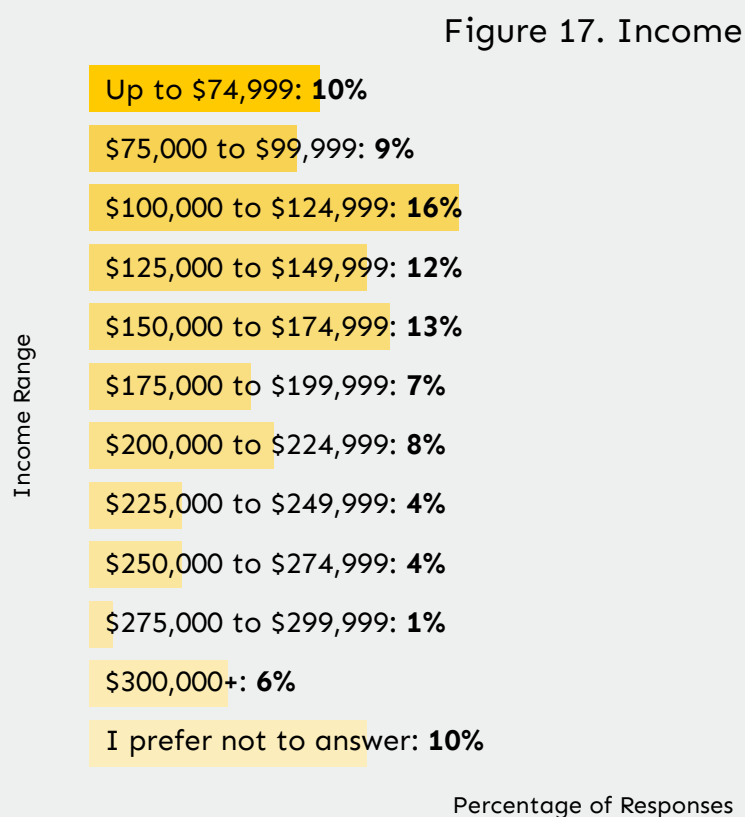 Figure 17. Income
Up to $74,999: 10%
$75,000 to $99,999: 9%
$100,000 to $124,999: 16%
$125,000 to $149,999: 12%
$150,000 to $174,999: 13%
$175,000 to $199,999: 7%
$200,000 to $224,999: 8%
$225,000 to $249,999: 4%
$250,000 to $274,999: 4%
$275,000 to $299,999: 1%
$300,000+: 6%
I prefer not to answer: 10%
Income Range
Percentage of Responses